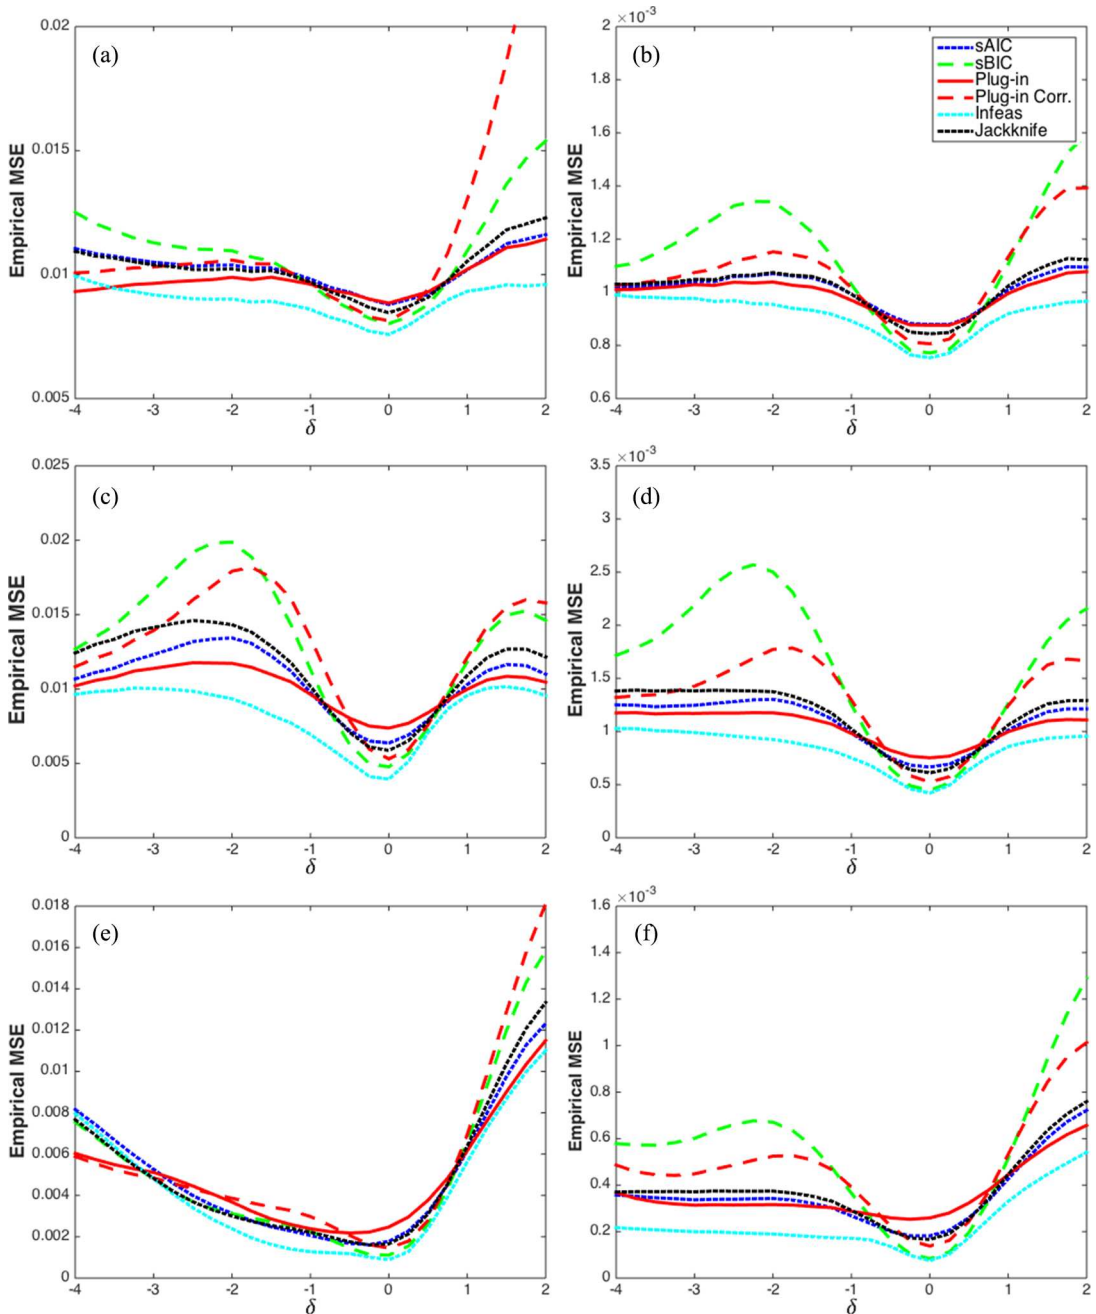 (a)
Empirical MSE
0.02
0.015
0.01
0.005
-4 -3 -2 -1 0 1 2
δ
(b)
×10⁻³
Empirical MSE
2
1.8
1.6
1.4
1.2
1
0.8
0.6
-4 -3 -2 -1 0 1 2
δ
sAIC
sBIC
Plug-in
Plug-in Corr.
Infeas
Jackknife
(c)
Empirical MSE
0.025
0.02
0.015
0.01
0.005
0
-4 -3 -2 -1 0 1 2
δ
(d)
×10⁻³
Empirical MSE
3.5
3
2.5
2
1.5
1
0.5
0
-4 -3 -2 -1 0 1 2
δ
(e)
Empirical MSE
0.018
0.016
0.014
0.012
0.01
0.008
0.006
0.004
0.002
0
-4 -3 -2 -1 0 1 2
δ
(f)
×10⁻³
Empirical MSE
1.6
1.4
1.2
1
0.8
0.6
0.4
0.2
0
-4 -3 -2 -1 0 1 2
δ